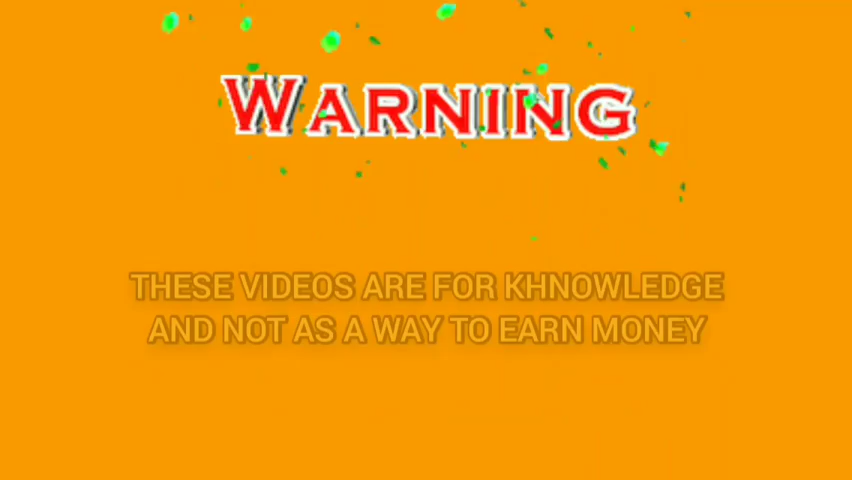 WARNING
THESE VIDEOS ARE FOR KHNOWLEDGE
AND NOT AS A WAY TO EARN MONEY